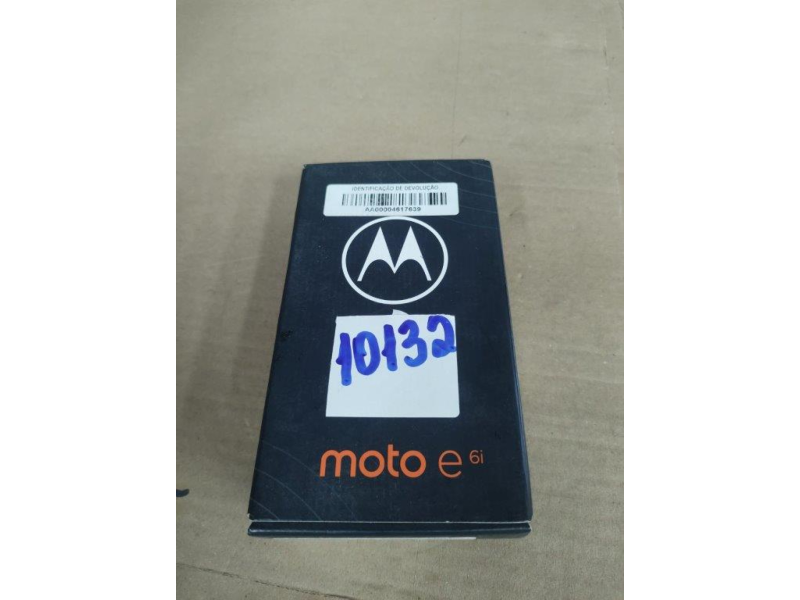 IDENTIFICAÇÃO DE DEVOLUÇÃO
AA00004617639
10132
moto e 6i